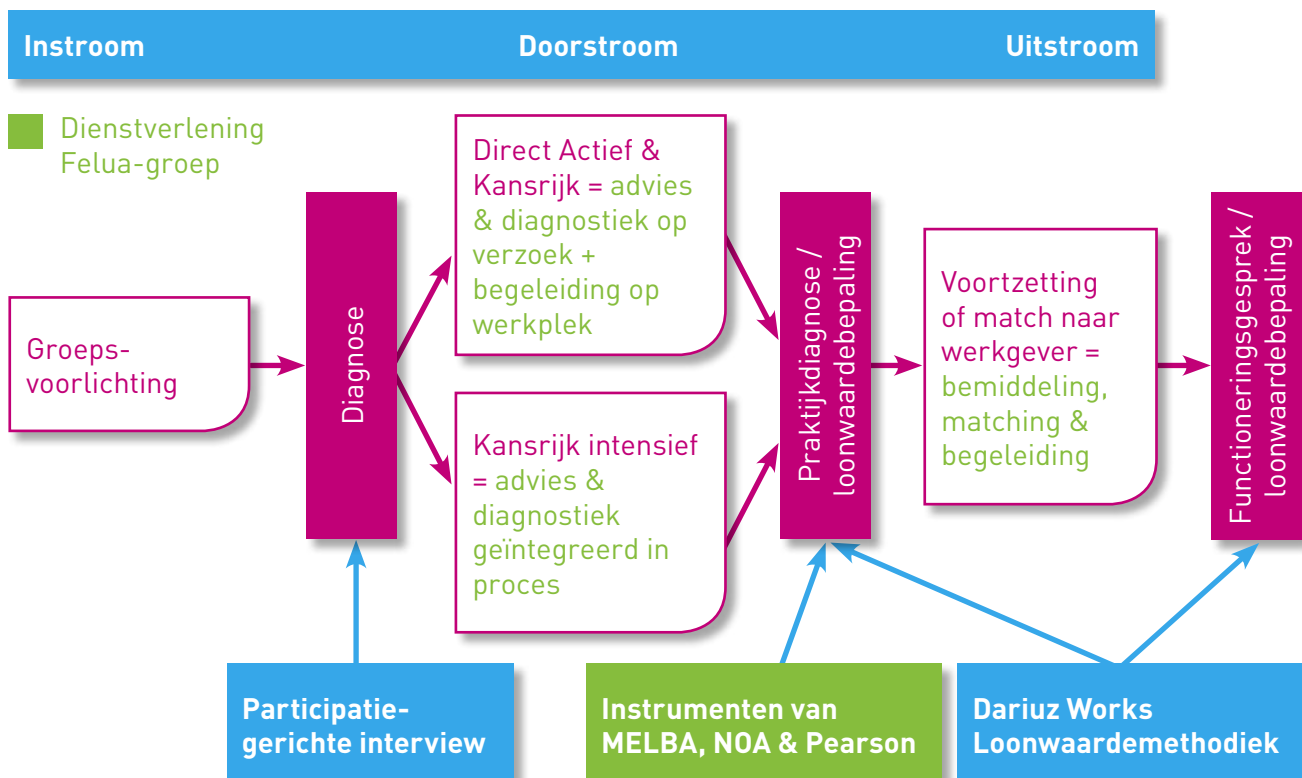 Instroom
Doorstroom
Uitstroom
Dienstverlening
Felua-groep
Groeps-
voorlichting
Diagnose
Direct Actief &
Kansrijk = advies
& diagnostiek op
verzoek +
begeleiding op
werkplek
Kansrijk intensief
= advies &
diagnostiek
geïntegreerd in
proces
Praktijkdiagnose /
loonwaardebepaling
Voortzetting
of match naar
werkgever =
bemiddeling,
matching &
begeleiding
Functioneringsgesprek /
loonwaardebepaling
Participatie-
gerichte interview
Instrumenten van
MELBA, NOA & Pearson
Dariuz Works
Loonwaardemethodiek